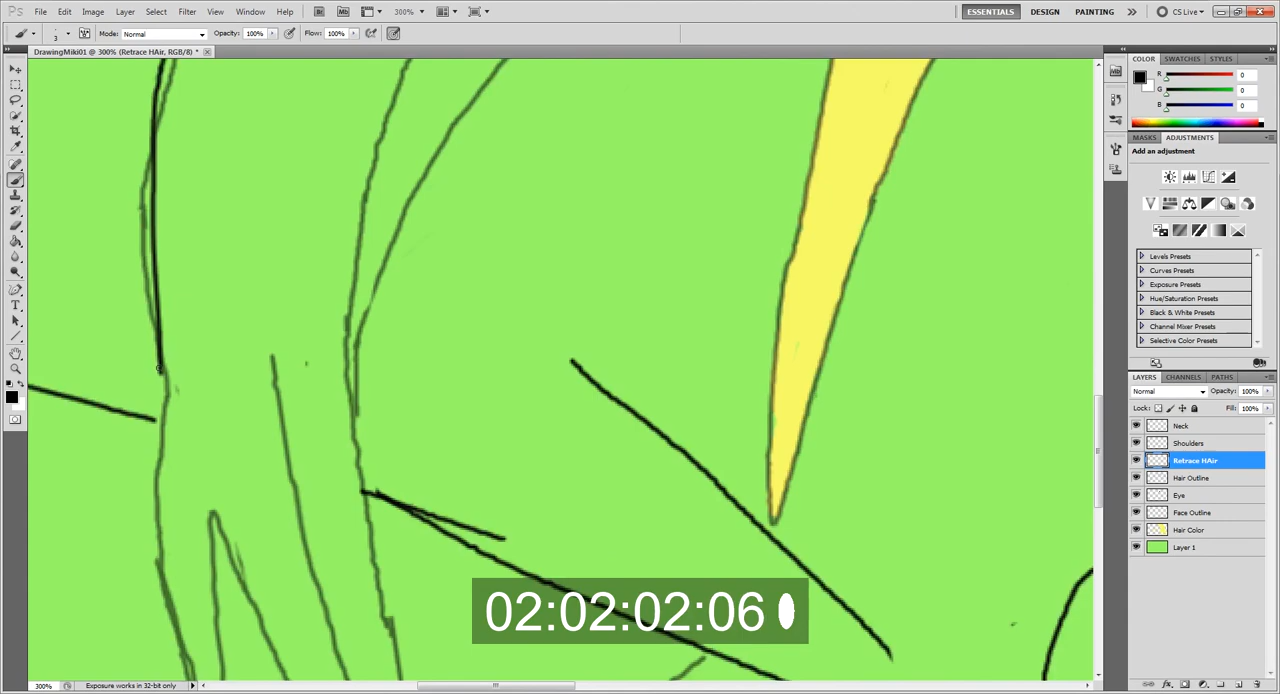 Ps File Edit Image Layer Select Filter View Window Help Br Mb 300% ESSENTIALS DESIGN PAINTING CS Live
3 Mode: Normal Opacity: 100% Flow: 100%
DrawingMiki01 @ 300% (Retrace HAir, RGB/8) * ×
COLOR SWATCHES STYLES
R 0
G 0
B 0
MASKS ADJUSTMENTS
Add an adjustment
Levels Presets
Curves Presets
Exposure Presets
Hue/Saturation Presets
Black & White Presets
Channel Mixer Presets
Selective Color Presets
LAYERS CHANNELS PATHS
Normal Opacity: 100%
Lock: Fill: 100%
Neck
Shoulders
Retrace HAir
Hair Outline
Eye
Face Outline
Hair Color
Layer 1
02:02:02:06 0
300% Exposure works in 32-bit only